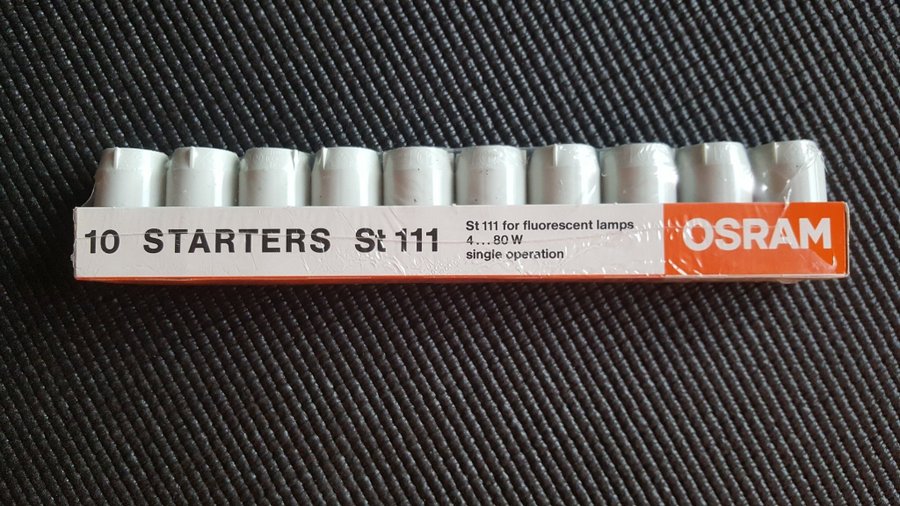 10 STARTERS St 111
St 111 for fluorescent lamps
4...80 W
single operation
OSRAM